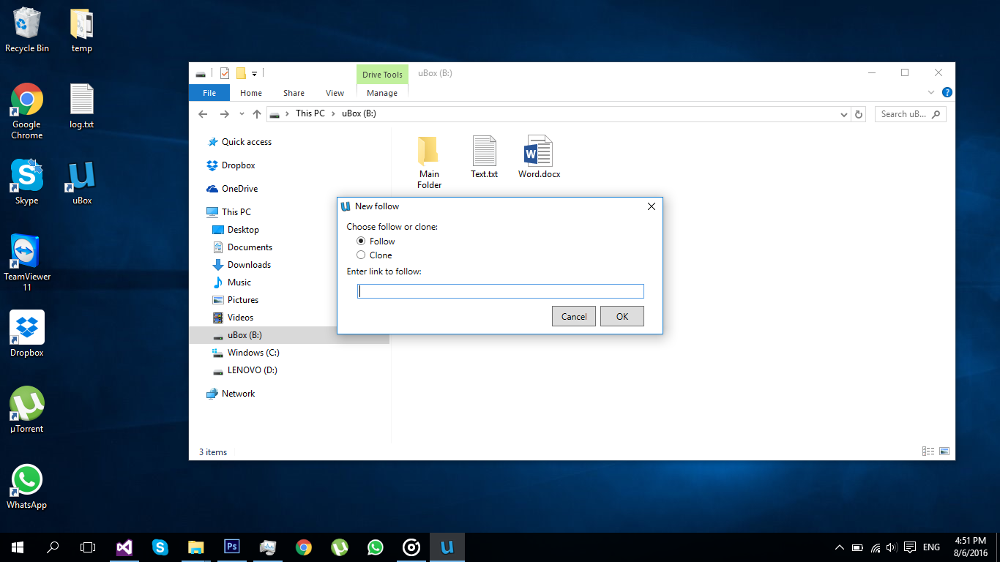 Recycle Bin
temp
Google
Chrome
log.txt
Skype
uBox
TeamViewer
11
Dropbox
µTorrent
WhatsApp
Drive Tools
uBox (B:)
File
Home
Share
View
Manage
?
This PC
uBox (B:)
Search uB...
Quick access
Dropbox
OneDrive
This PC
Desktop
Documents
Downloads
Music
Pictures
Videos
uBox (B:)
Windows (C:)
LENOVO (D:)
Network
Main
Folder
Text.txt
W
Word.docx
u
New follow
Choose follow or clone:
Follow
Clone
Enter link to follow:
Cancel
OK
3 items
Ps
ENG
4:51 PM
8/6/2016